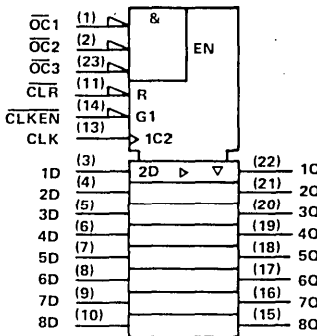 OC1 (1) & EN
OC2 (2)
OC3 (23)
CLR (11) R
CLKEN (14) G1
CLK (13) 1C2
1D (3) 2D (22) 1Q
2D (4) (21) 2Q
3D (5) (20) 3Q
4D (6) (19) 4Q
5D (7) (18) 5Q
6D (8) (17) 6Q
7D (9) (16) 7Q
8D (10) (15) 8Q